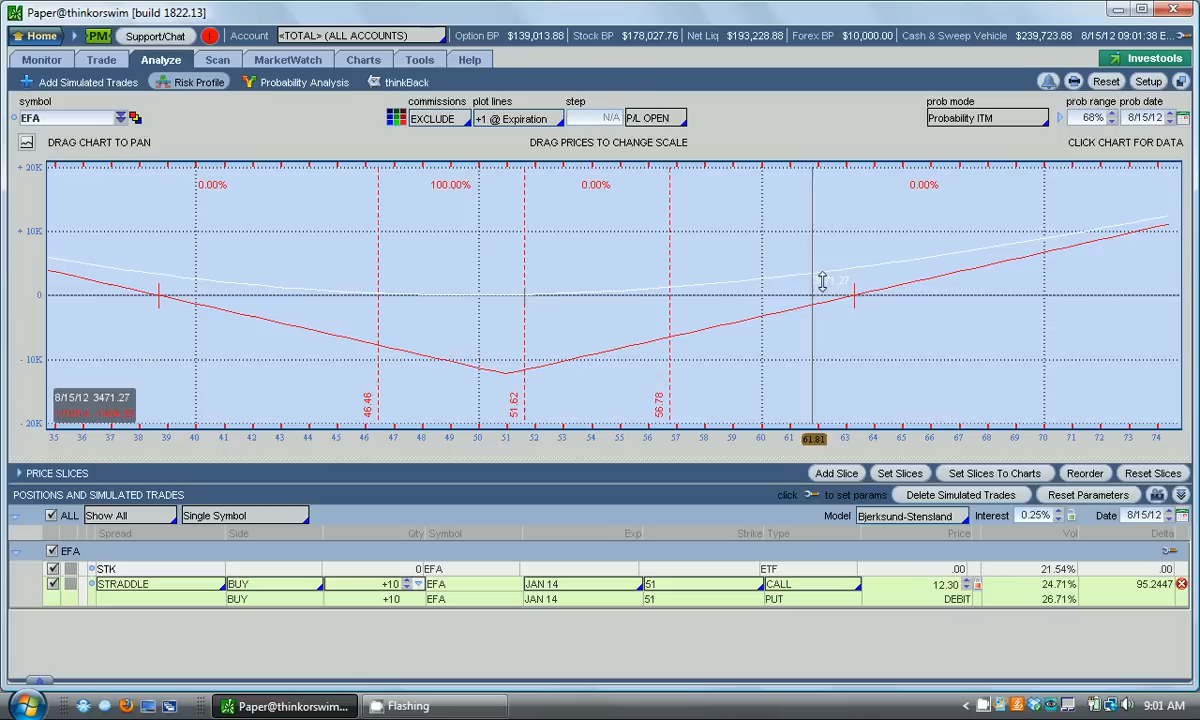 Paper@thinkorswim [build 1822.13]
Home PM Support/Chat ! Account <TOTAL> (ALL ACCOUNTS) Option BP $139,013.88 Stock BP $178,027.76 Net Liq $193,228.88 Forex BP $10,000.00 Cash & Sweep Vehicle $239,723.88 8/15/12 09:01:38 E...
Monitor Trade Analyze Scan MarketWatch Charts Tools Help Investools
Add Simulated Trades Risk Profile Probability Analysis thinkBack Reset Setup
symbol commissions plot lines step prob mode prob range prob date
EFA EXCLUDE +1 @ Expiration N/A P/L OPEN Probability ITM 68% 8/15/12
DRAG CHART TO PAN DRAG PRICES TO CHANGE SCALE CLICK CHART FOR DATA
+ 20K
0.00% 100.00% 0.00% 0.00%
+ 10K
0
- 10K
46.46 51.62 56.78
8/15/12 3471.27
- 20K
35 36 37 38 39 40 41 42 43 44 45 46 47 48 49 50 51 52 53 54 55 56 57 58 59 60 61 61.81 63 64 65 66 67 68 69 70 71 72 73 74
PRICE SLICES Add Slice Set Slices Set Slices To Charts Reorder Reset Slices
POSITIONS AND SIMULATED TRADES click to set params Delete Simulated Trades Reset Parameters
ALL Show All Single Symbol Model Bjerksund-Stensland Interest 0.25% Date 8/15/12
Spread Side Qty Symbol Exp Strike Type Price Vol Delta
EFA
STK 0 EFA ETF .00 21.54% .00
STRADDLE BUY +10 EFA JAN 14 51 CALL 12.30 24.71% 95.2447
BUY +10 EFA JAN 14 51 PUT DEBIT 26.71%
Paper@thinkorswim... Flashing 9:01 AM